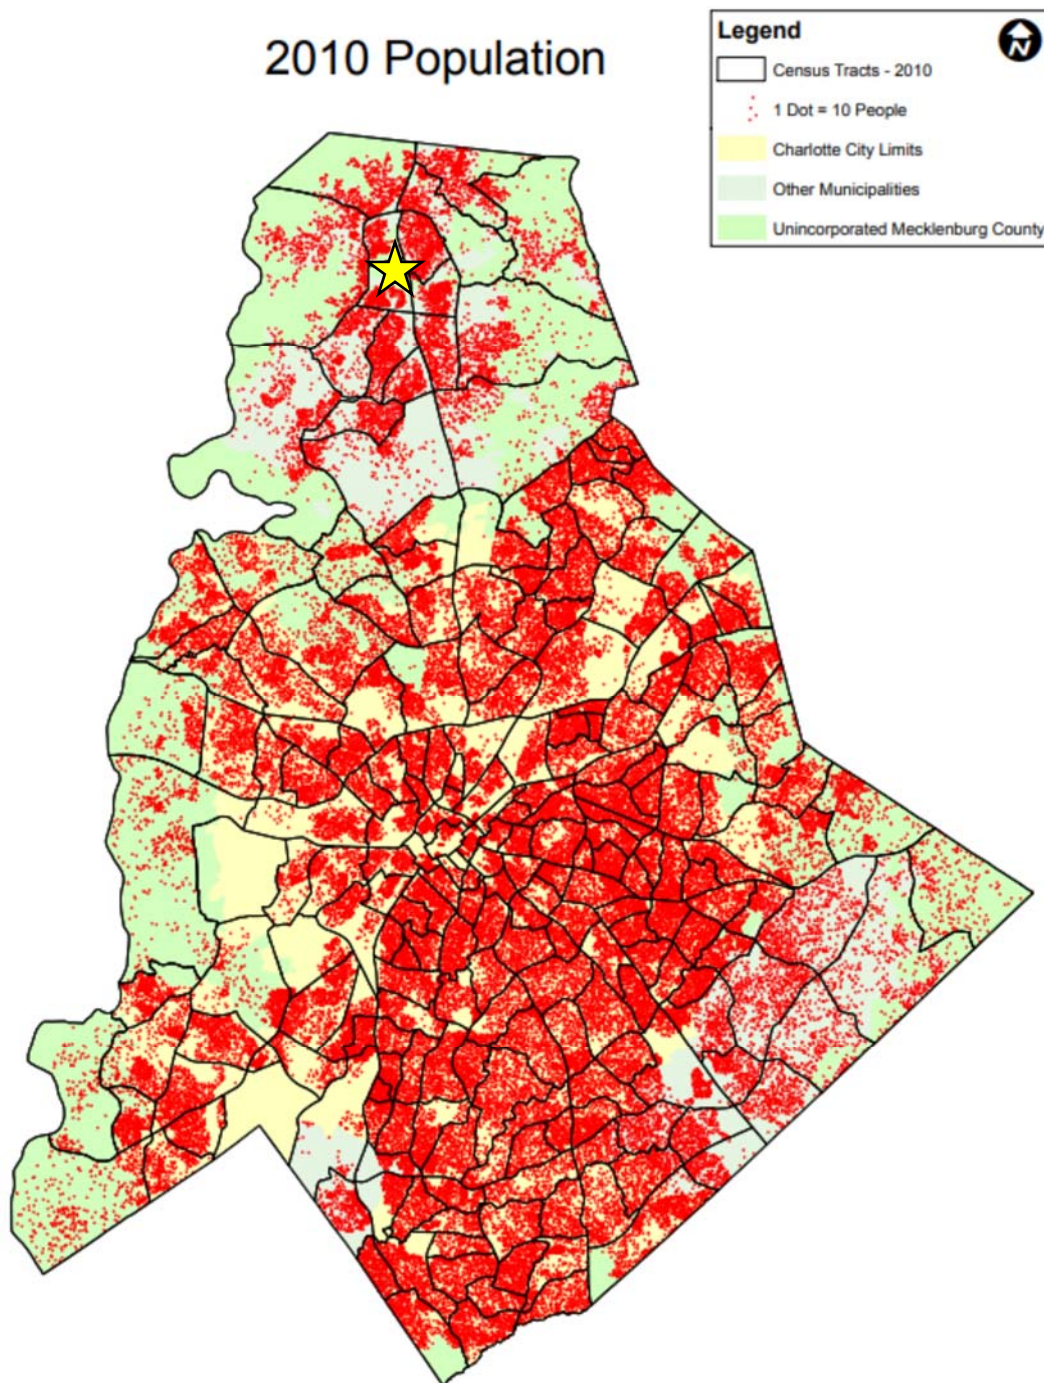 2010 Population
Legend
N
Census Tracts - 2010
1 Dot = 10 People
Charlotte City Limits
Other Municipalities
Unincorporated Mecklenburg County